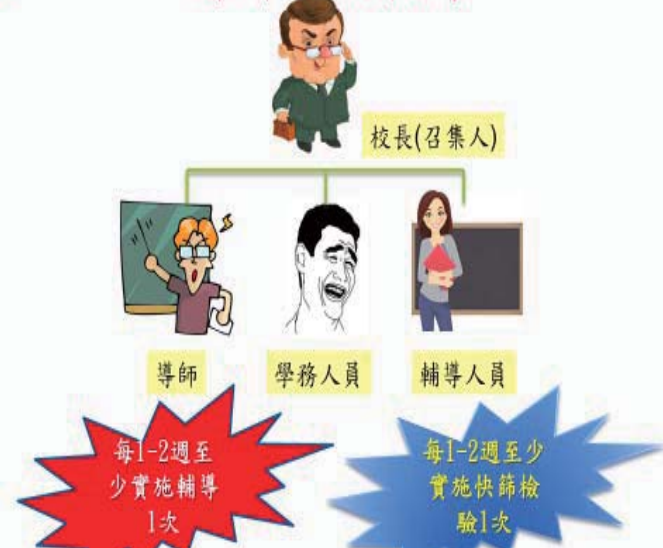 校長(召集人)
導師
學務人員
輔導人員
每1-2週至
少實施輔導
1次
每1-2週至少
實施快篩檢
驗1次